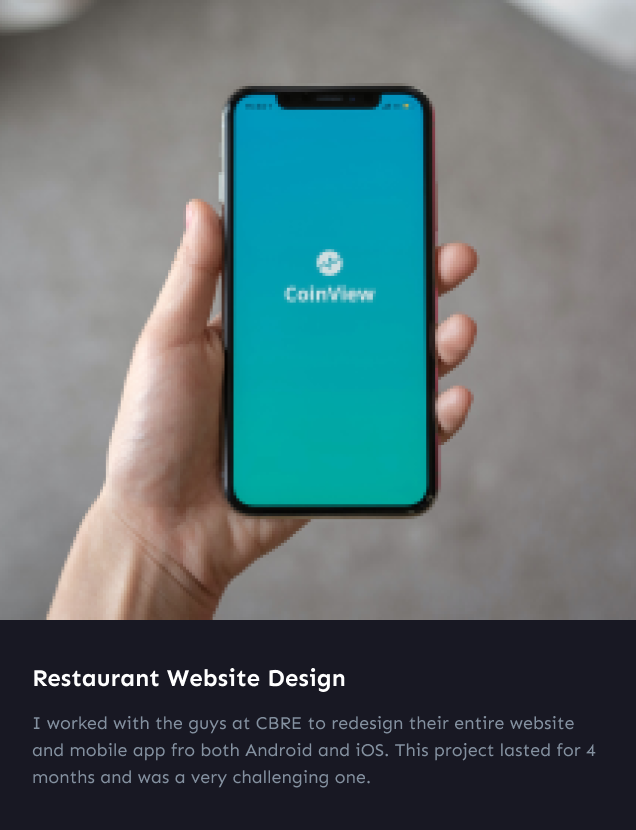 CoinView
Restaurant Website Design
I worked with the guys at CBRE to redesign their entire website
and mobile app fro both Android and iOS. This project lasted for 4
months and was a very challenging one.